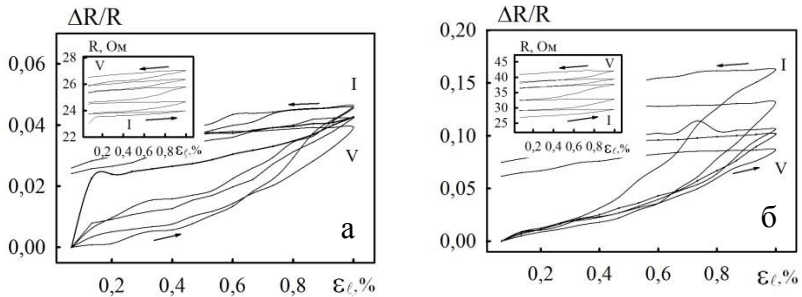 ΔR/R
0,06
0,04
0,02
0,00
0,2 0,4 0,6 0,8 εℓ,%
I
V
а
R, Ом
28
26
24
22
V
I
0,2 0,4 0,6 0,8 εℓ,%
ΔR/R
0,20
0,15
0,10
0,05
0,00
0,2 0,4 0,6 0,8 εℓ,%
I
V
б
R, Ом
45
40
35
30
25
V
I
0,2 0,4 0,6 0,8 εℓ,%